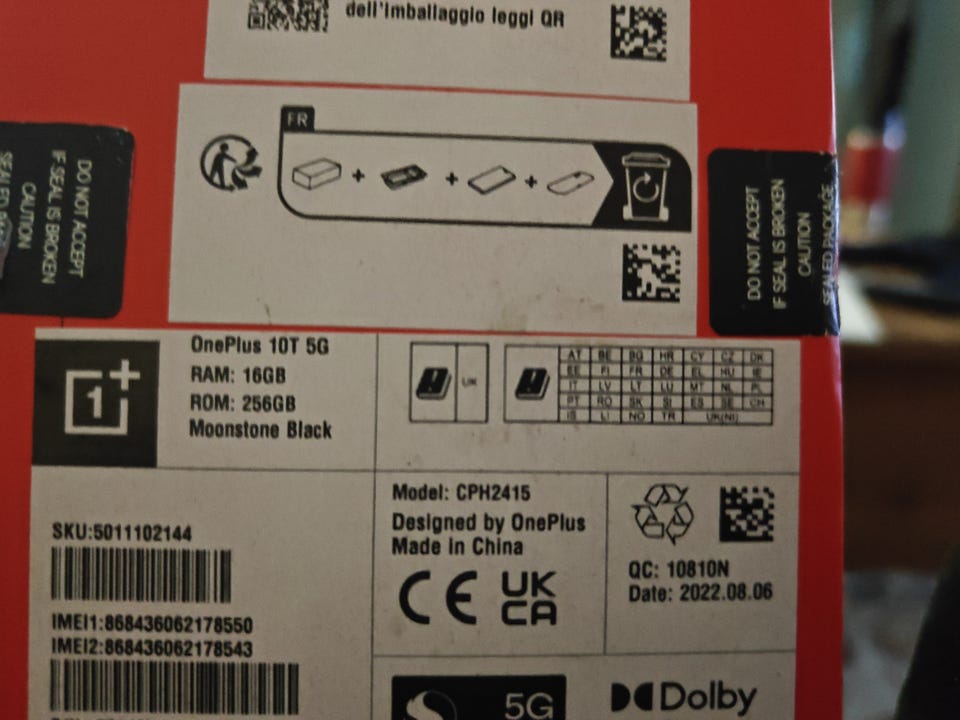 dell'imballaggio leggi QR
FR
DO NOT ACCEPT
IF SEAL IS BROKEN
CAUTION
DO NOT ACCEPT
IF SEAL IS BROKEN
CAUTION
SEALED PACKAGE
1+
OnePlus 10T 5G
RAM: 16GB
ROM: 256GB
Moonstone Black
UK
AT BE BG HR CY CZ DK
EE FI FR DE EL HU IE
IT LV LT LU MT NL PL
PT RO SK SI ES SE CH
IS LI NO TR UK(NI)
SKU:5011102144
IMEI1:868436062178550
IMEI2:868436062178543
Model: CPH2415
Designed by OnePlus
Made in China
CE UK CA
QC: 10810N
Date: 2022.08.06
5G
Dolby